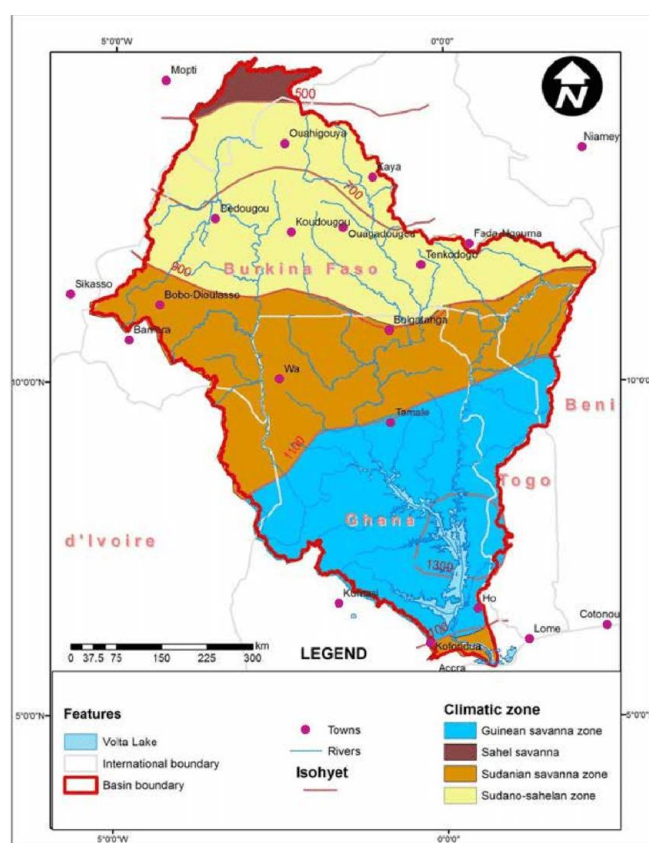 5°0'0"W
0°0'0"
Mopti
N
500
Ouahigouya
Niamey
Kaya
700
Dedougou
Koudougou
Ouagadougou
Fada-Ngourna
Tenkodogo
900
Burkina Faso
Sikasso
Bobo-Dioulasso
Banfora
Bolgatanga
10°0'0"N
10°0'0"N
Wa
Beni
Tamale
1100
Togo
Ghana
d'Ivoire
1300
Kumasi
Ho
Cotonou
Lome
Koforidua
Accra
0 37.5 75 150 225 300 km
LEGEND
5°0'0"N
5°0'0"N
Features
Volta Lake
International boundary
Basin boundary
Towns
Rivers
Isohyet
Climatic zone
Guinean savanna zone
Sahel savanna
Sudanian savanna zone
Sudano-sahelan zone
5°0'0"W
0°0'0"